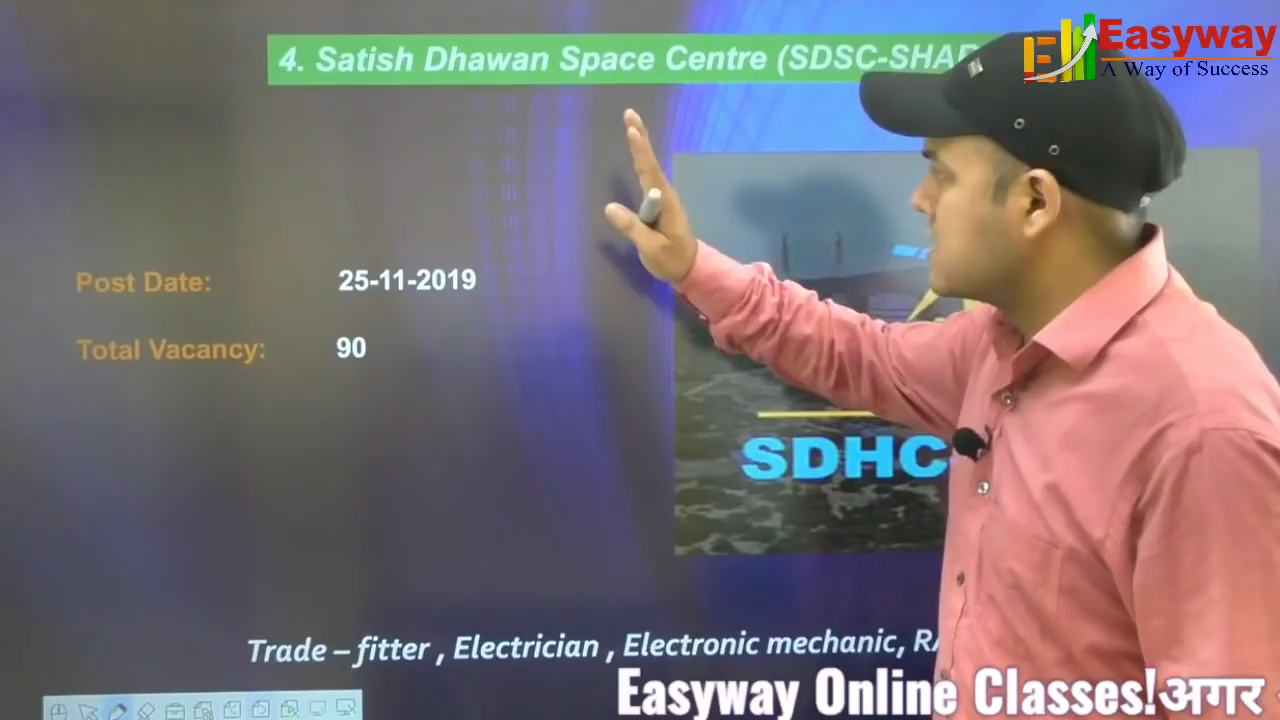 4. Satish Dhawan Space Centre (SDSC-SHAR
Easyway
A Way of Success
Post Date: 25-11-2019
Total Vacancy: 90
SDHC
Trade – fitter , Electrician , Electronic mechanic,
Easyway Online Classes!अगर